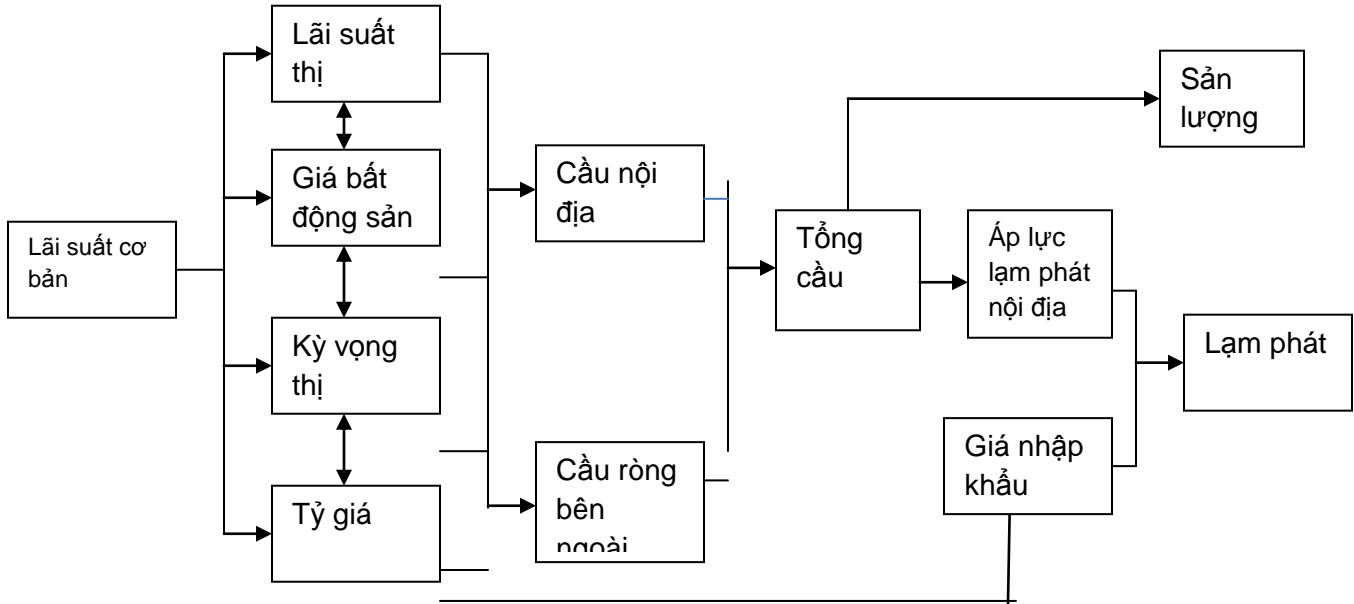 Lãi suất
thị
Giá bất
động sản
Lãi suất cơ
bản
Kỳ vọng
thị
Tỷ giá
Cầu nội
địa
Cầu ròng
bên
ngoài
Tổng
cầu
Sản
lượng
Áp lực
lạm phát
nội địa
Giá nhập
khẩu
Lạm phát